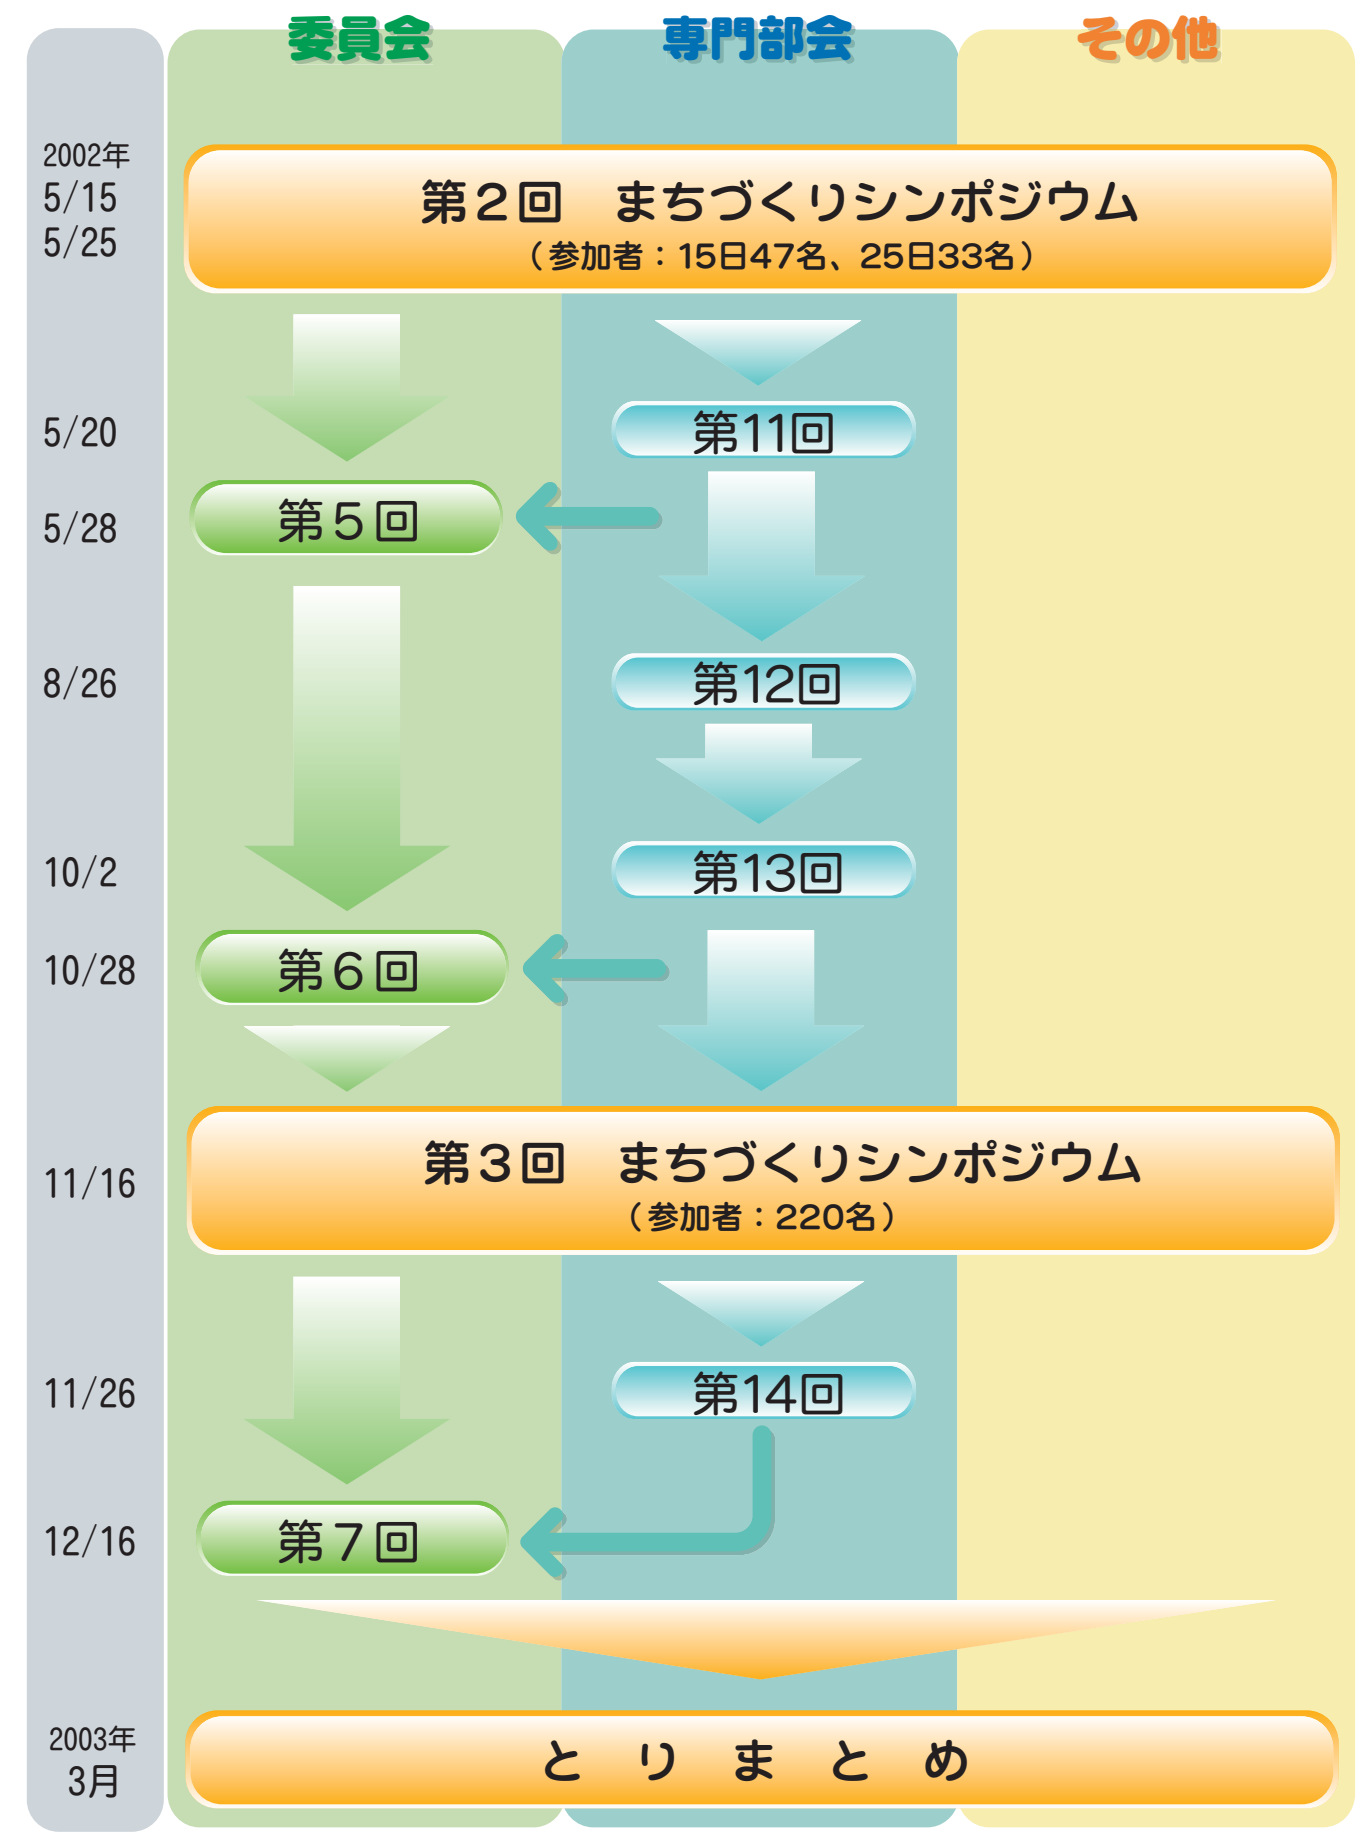 委員会 専門部会 その他
2002年
5/15
5/25
第2回　まちづくりシンポジウム
（参加者：15日47名、25日33名）
5/20
第11回
5/28
第5回
8/26
第12回
10/2
第13回
10/28
第6回
11/16
第3回　まちづくりシンポジウム
（参加者：220名）
11/26
第14回
12/16
第7回
2003年
3月
とりまとめ